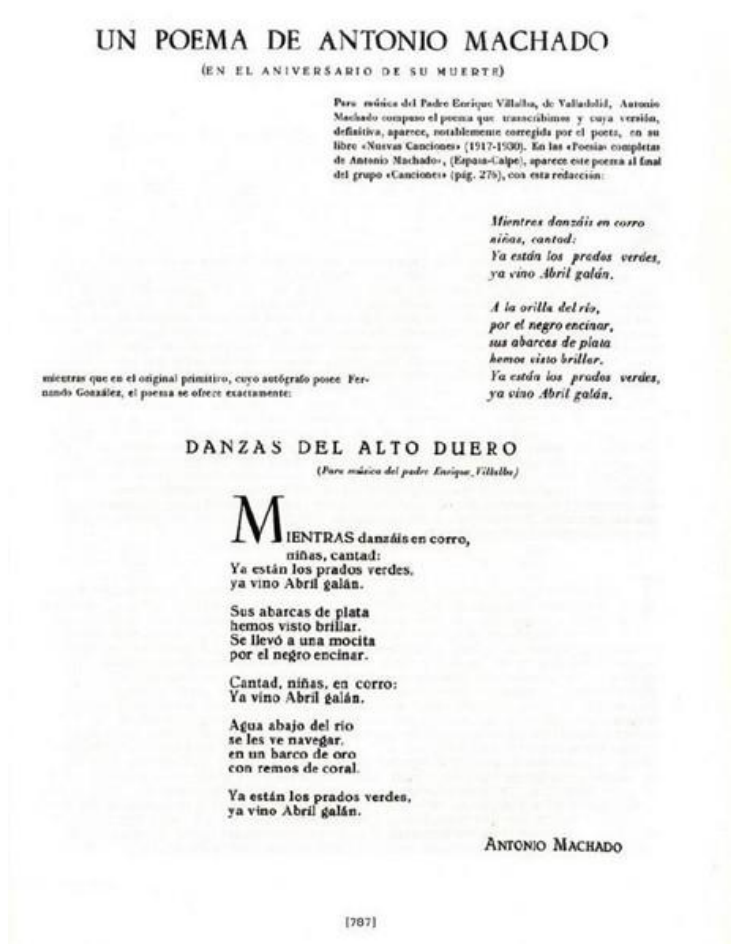 UN POEMA DE ANTONIO MACHADO
(EN EL ANIVERSARIO DE SU MUERTE)
Para música del Padre Enrique Villalba, de Valladolid, Antonio
Machado compuso el poema que transcribimos y cuya versión,
definitiva, aparece, notablemente corregida por el poeta, en su
libro «Nuevas Canciones» (1917-1930). En las «Poesías completas
de Antonio Machado», (Espasa-Calpe), aparece este poema al final
del grupo «Canciones» (pág. 276), con esta redacción:
Mientras danzáis en corro
niñas, cantad:
Ya están los prados verdes,
ya vino Abril galán.
A la orilla del río,
por el negro encinar,
sus abarcas de plata
hemos visto brillar.
Ya están los prados verdes,
ya vino Abril galán.
mientras que en el original primitivo, cuyo autógrafo posee Fer-
nando González, el poema se ofrece exactamente:
DANZAS DEL ALTO DUERO
(Para música del padre Enrique Villalba)
MIENTRAS danzáis en corro,
niñas, cantad:
Ya están los prados verdes,
ya vino Abril galán.
Sus abarcas de plata
hemos visto brillar.
Se llevó a una mocita
por el negro encinar.
Cantad, niñas, en corro:
Ya vino Abril galán.
Agua abajo del río
se les ve navegar,
en un barco de oro
con remos de coral.
Ya están los prados verdes,
ya vino Abril galán.
ANTONIO MACHADO
[787]